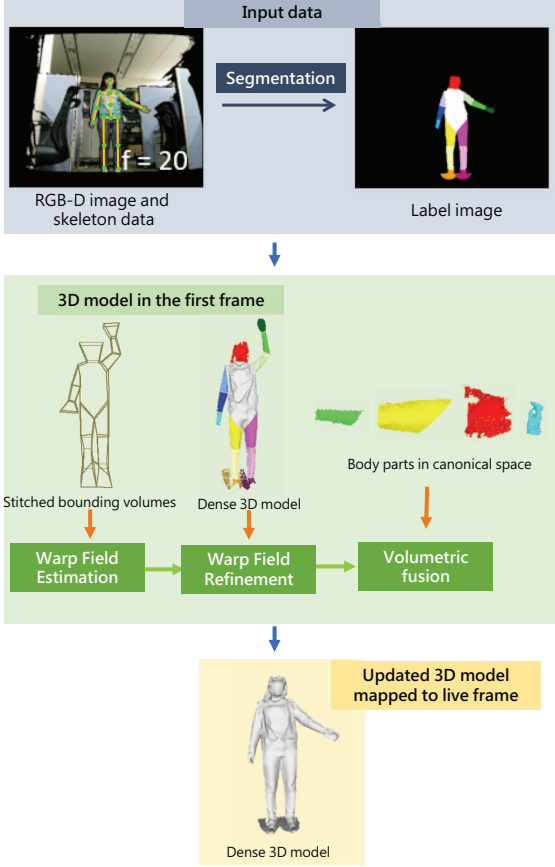 Input data
Segmentation
f = 20
RGB-D image and
skeleton data
Label image
3D model in the first frame
Stitched bounding volumes
Dense 3D model
Body parts in canonical space
Warp Field
Estimation
Warp Field
Refinement
Volumetric
fusion
Updated 3D model
mapped to live frame
Dense 3D model